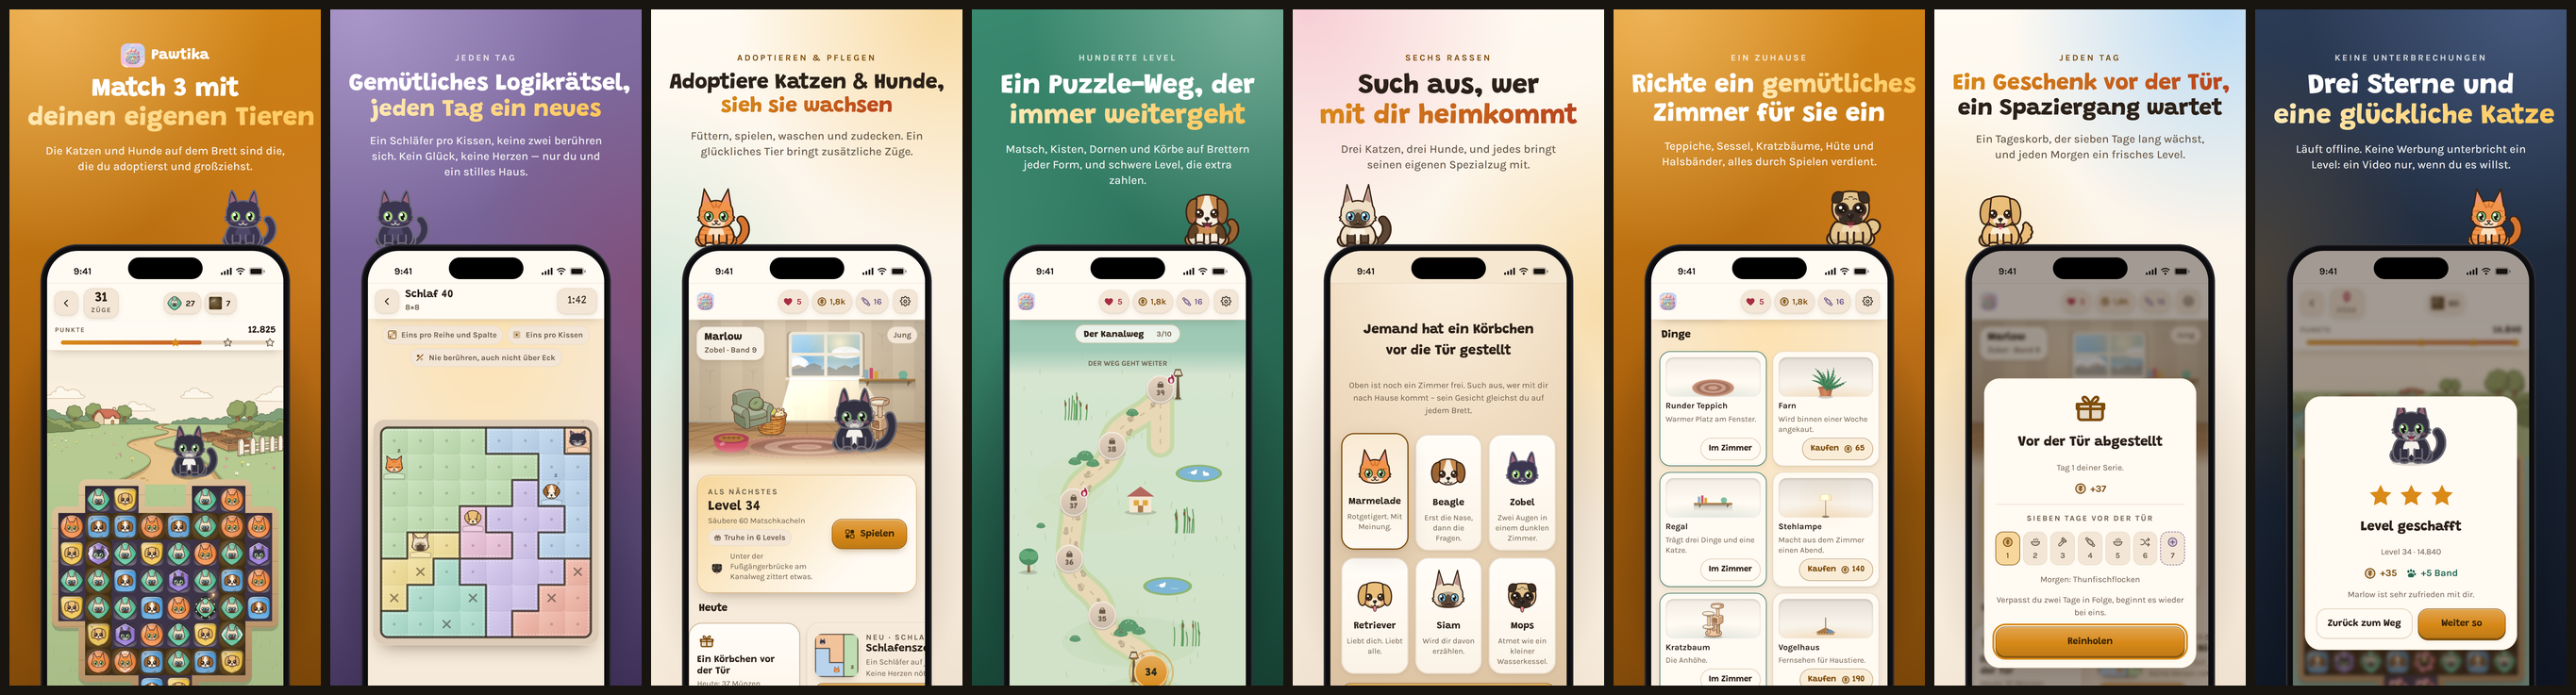 Pawtika
Match 3 mit
deinen eigenen Tieren
Die Katzen und Hunde auf dem Brett sind die,
die du adoptierst und großziehst.
9:41
31
ZÜGE
27
7
PUNKTE
12.825
JEDEN TAG
Gemütliches Logikrätsel,
jeden Tag ein neues
Ein Schläfer pro Kissen, keine zwei berühren
sich. Kein Glück, keine Herzen — nur du und
ein stilles Haus.
9:41
Schlaf 40
8×8
1:42
Eins pro Reihe und Spalte
Eins pro Kissen
Nie berühren, auch nicht über Eck
ADOPTIEREN & PFLEGEN
Adoptiere Katzen & Hunde,
sieh sie wachsen
Füttern, spielen, waschen und zudecken. Ein
glückliches Tier bringt zusätzliche Züge.
9:41
5
1,8k
16
Marlow
Zobel · Band 9
Jung
ALS NÄCHSTES
Level 34
Säubere 60 Matschkacheln
Truhe in 6 Levels
Unter der
Fußgängerbrücke am
Kanalweg zittert etwas.
Spielen
Heute
Ein Körbchen vor
der Tür
Heute: 37 Münzen
NEU · SCHLA
Schlafensz
Ein Schläfer auf
Keine Herzen nö
HUNDERTE LEVEL
Ein Puzzle-Weg, der
immer weitergeht
Matsch, Kisten, Dornen und Körbe auf Brettern
jeder Form, und schwere Level, die extra
zahlen.
9:41
5
1,8k
16
Der Kanalweg
3/10
DER WEG GEHT WEITER
39
38
37
36
35
34
SECHS RASSEN
Such aus, wer
mit dir heimkommt
Drei Katzen, drei Hunde, und jedes bringt
seinen eigenen Spezialzug mit.
9:41
Jemand hat ein Körbchen
vor die Tür gestellt
Oben ist noch ein Zimmer frei. Such aus, wer mit dir
nach Hause kommt – sein Gesicht gleichst du auf
jedem Brett.
Marmelade
Rotgetigert. Mit
Meinung.
Beagle
Erst die Nase,
dann die
Fragen.
Zobel
Zwei Augen in
einem dunklen
Zimmer.
Retriever
Liebt dich. Liebt
alle.
Siam
Wird dir davon
erzählen.
Mops
Atmet wie ein
kleiner
Wasserkessel.
EIN ZUHAUSE
Richte ein gemütliches
Zimmer für sie ein
Teppiche, Sessel, Kratzbäume, Hüte und
Halsbänder, alles durch Spielen verdient.
9:41
5
1,8k
16
Dinge
Runder Teppich
Warmer Platz am Fenster.
Im Zimmer
Farn
Wird binnen einer Woche
angekaut.
Kaufen 65
Regal
Trägt drei Dinge und eine
Katze.
Im Zimmer
Stehlampe
Macht aus dem Zimmer
einen Abend.
Kaufen 140
Kratzbaum
Die Anhöhe.
Im Zimmer
Vogelhaus
Fernsehen für Haustiere.
Kaufen 190
JEDEN TAG
Ein Geschenk vor der Tür,
ein Spaziergang wartet
Ein Tageskorb, der sieben Tage lang wächst,
und jeden Morgen ein frisches Level.
9:41
Marlow
Vor der Tür abgestellt
Tag 1 deiner Serie.
+37
SIEBEN TAGE VOR DER TÜR
1
2
3
4
5
6
7
Morgen: Thunfischflocken
Verpasst du zwei Tage in Folge, beginnt es wieder
bei eins.
Reinholen
KEINE UNTERBRECHUNGEN
Drei Sterne und
eine glückliche Katze
Läuft offline. Keine Werbung unterbricht ein
Level: ein Video nur, wenn du es willst.
9:41
Level geschafft
Level 34 · 14.840
+35
+5 Band
Marlow ist sehr zufrieden mit dir.
Zurück zum Weg
Weiter so